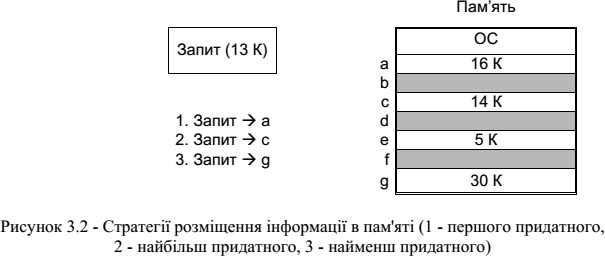 Пам’ять
Запит (13 К)
ОС
a 16 К
b
c 14 К
d
e 5 К
f
g 30 К
1. Запит → a
2. Запит → c
3. Запит → g
Рисунок 3.2 - Стратегії розміщення інформації в пам'яті (1 - першого придатного,
2 - найбільш придатного, 3 - найменш придатного)